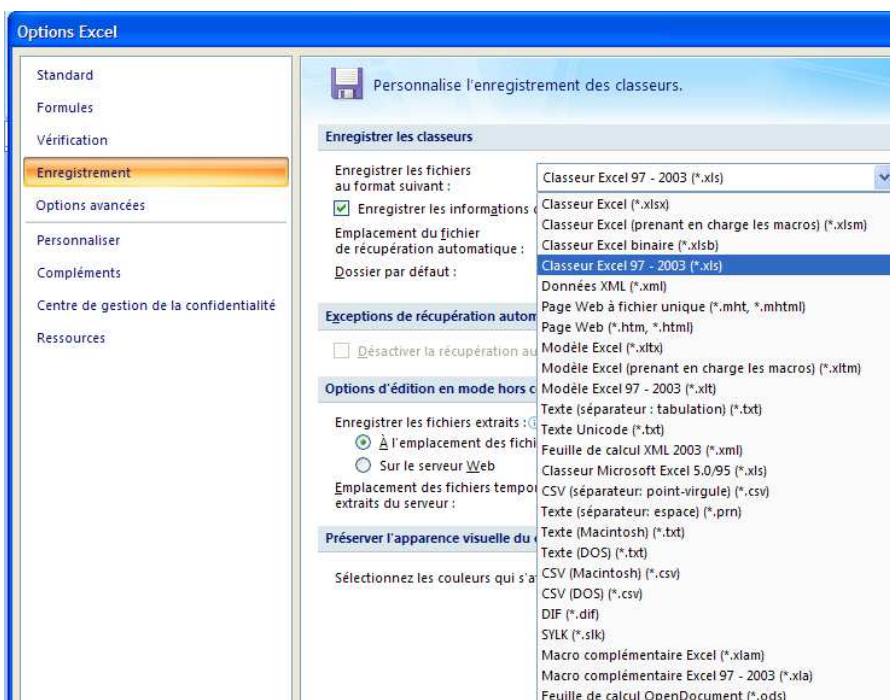 Options Excel
Standard
Formules
Vérification
Enregistrement
Options avancées
Personnaliser
Compléments
Centre de gestion de la confidentialité
Ressources
Personnalise l'enregistrement des classeurs.
Enregistrer les classeurs
Enregistrer les fichiers
au format suivant :
Classeur Excel 97 - 2003 (*.xls)
Enregistrer les informations
Emplacement du fichier
de récupération automatique :
Dossier par défaut :
Exceptions de récupération autom
Désactiver la récupération au
Options d'édition en mode hors c
Enregistrer les fichiers extraits :
À l'emplacement des fichi
Sur le serveur Web
Emplacement des fichiers tempor
extraits du serveur :
Préserver l'apparence visuelle du
Sélectionnez les couleurs qui s'a
Classeur Excel (*.xlsx)
Classeur Excel (prenant en charge les macros) (*.xlsm)
Classeur Excel binaire (*.xlsb)
Classeur Excel 97 - 2003 (*.xls)
Données XML (*.xml)
Page Web à fichier unique (*.mht, *.mhtml)
Page Web (*.htm, *.html)
Modèle Excel (*.xltx)
Modèle Excel (prenant en charge les macros) (*.xltm)
Modèle Excel 97 - 2003 (*.xlt)
Texte (séparateur : tabulation) (*.txt)
Texte Unicode (*.txt)
Feuille de calcul XML 2003 (*.xml)
Classeur Microsoft Excel 5.0/95 (*.xls)
CSV (séparateur: point-virgule) (*.csv)
Texte (séparateur: espace) (*.prn)
Texte (Macintosh) (*.txt)
Texte (DOS) (*.txt)
CSV (Macintosh) (*.csv)
CSV (DOS) (*.csv)
DIF (*.dif)
SYLK (*.slk)
Macro complémentaire Excel (*.xlam)
Macro complémentaire Excel 97 - 2003 (*.xla)
Feuille de calcul OpenDocument (*.ods)